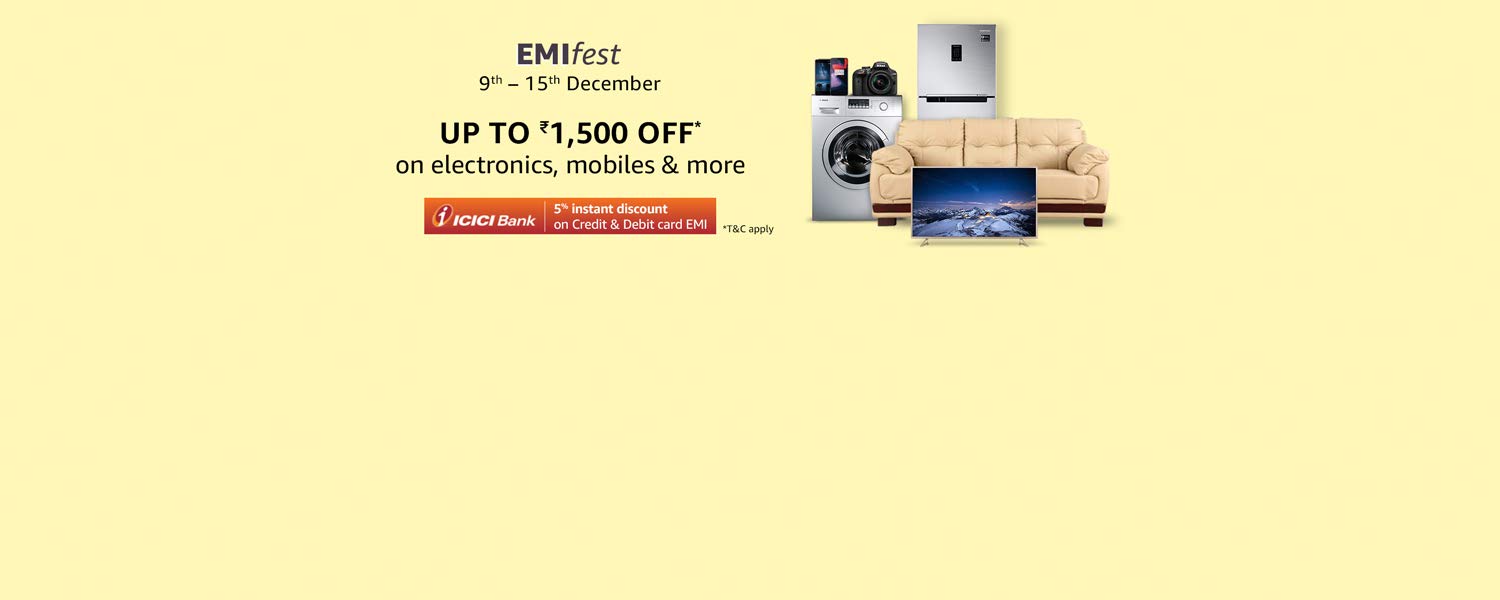 EMIfest
9th – 15th December
UP TO ₹1,500 OFF*
on electronics, mobiles & more
ICICI Bank
5% instant discount
on Credit & Debit card EMI
*T&C apply